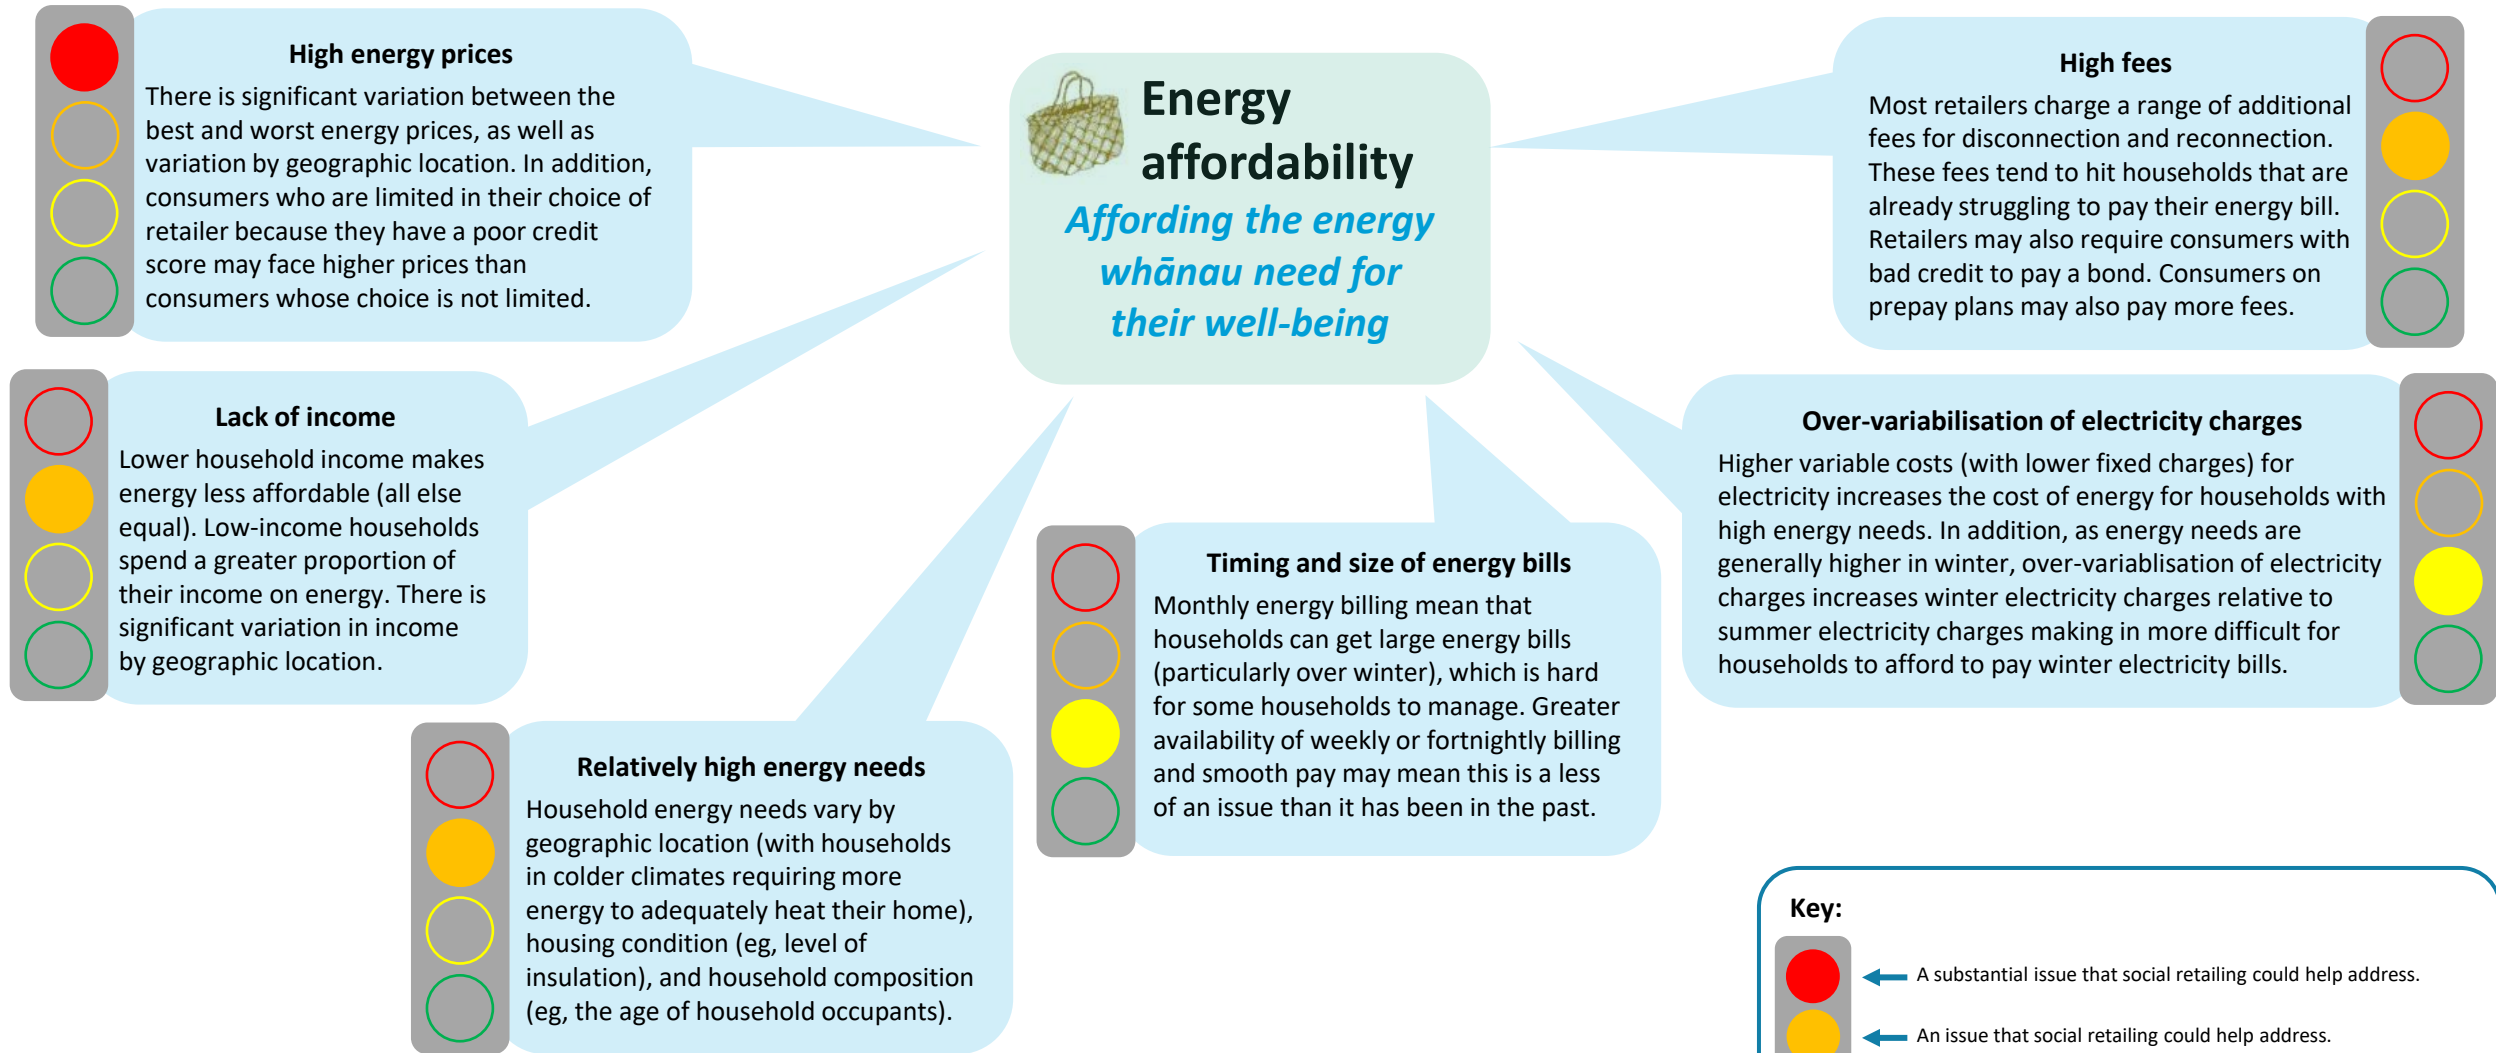 High energy prices
There is significant variation between the
best and worst energy prices, as well as
variation by geographic location. In addition,
consumers who are limited in their choice of
retailer because they have a poor credit
score may face higher prices than
consumers whose choice is not limited.
Energy
affordability
Affording the energy
whānau need for
their well-being
High fees
Most retailers charge a range of additional
fees for disconnection and reconnection.
These fees tend to hit households that are
already struggling to pay their energy bill.
Retailers may also require consumers with
bad credit to pay a bond. Consumers on
prepay plans may also pay more fees.
Lack of income
Lower household income makes
energy less affordable (all else
equal). Low-income households
spend a greater proportion of
their income on energy. There is
significant variation in income
by geographic location.
Over-variabilisation of electricity charges
Higher variable costs (with lower fixed charges) for
electricity increases the cost of energy for households with
high energy needs. In addition, as energy needs are
generally higher in winter, over-variablisation of electricity
charges increases winter electricity charges relative to
summer electricity charges making in more difficult for
households to afford to pay winter electricity bills.
Timing and size of energy bills
Monthly energy billing mean that
households can get large energy bills
(particularly over winter), which is hard
for some households to manage. Greater
availability of weekly or fortnightly billing
and smooth pay may mean this is a less
of an issue than it has been in the past.
Relatively high energy needs
Household energy needs vary by
geographic location (with households
in colder climates requiring more
energy to adequately heat their home),
housing condition (eg, level of
insulation), and household composition
(eg, the age of household occupants).
Key:
A substantial issue that social retailing could help address.
An issue that social retailing could help address.